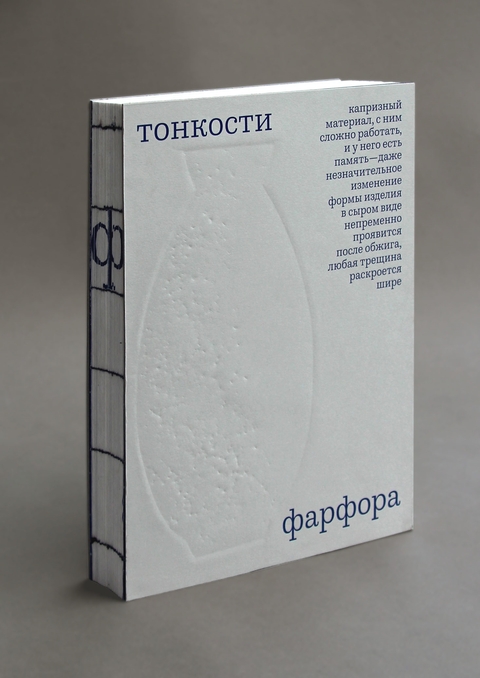 ф
тонкости
капризный
материал, с ним
сложно работать,
и у него есть
память—даже
незначительное
изменение
формы изделия
в сыром виде
непременно
проявится
после обжига,
любая трещина
раскроется
шире
фарфора